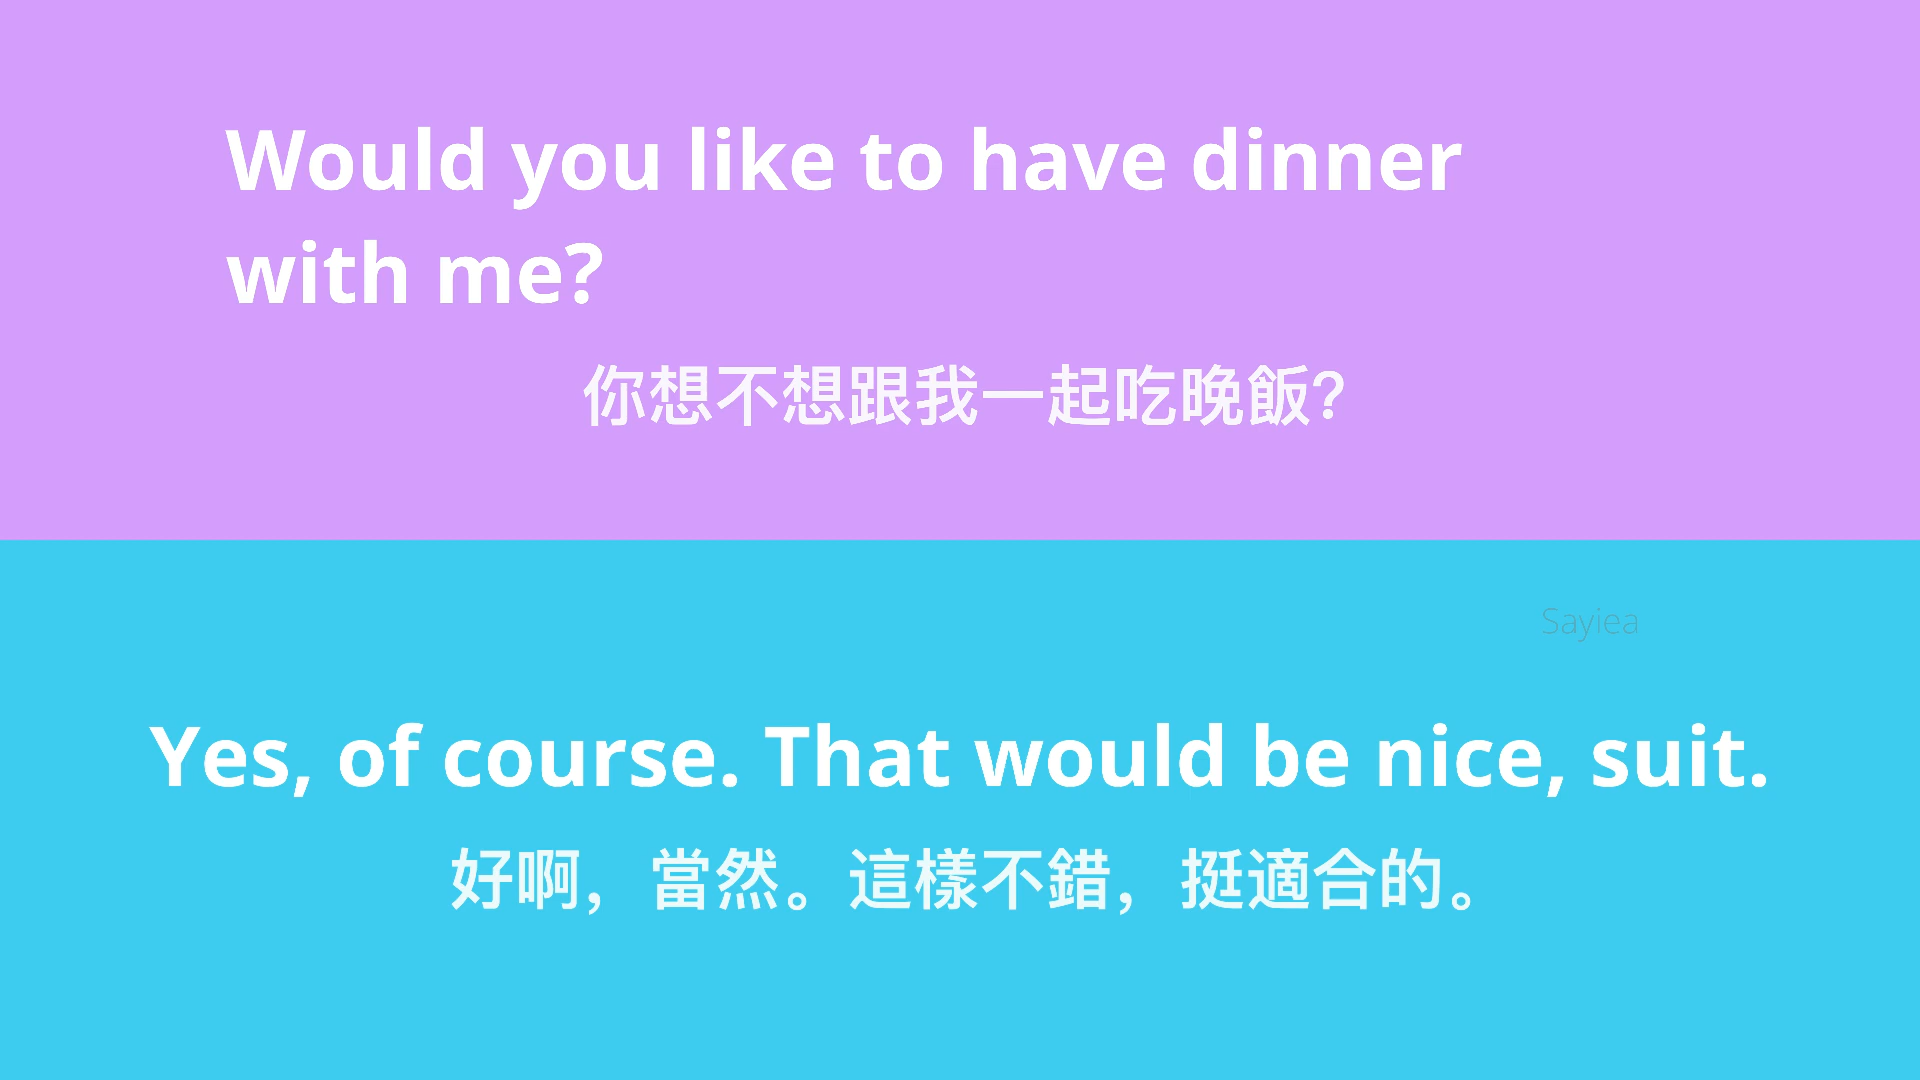 Would you like to have dinner
with me?
你想不想跟我一起吃晚飯?
Sayiea
Yes, of course. That would be nice, suit.
好啊，當然。這樣不錯，挺適合的。